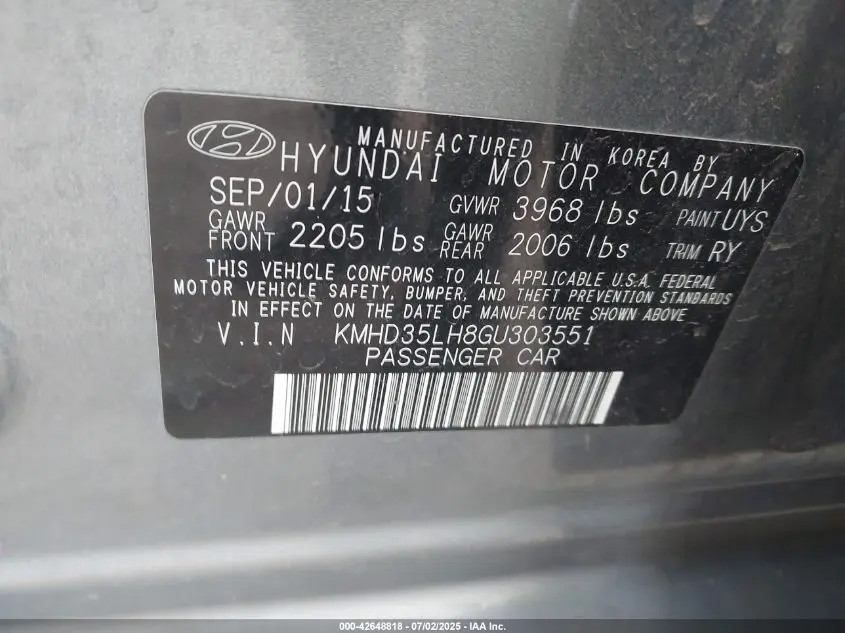 MANUFACTURED IN KOREA BY
HYUNDAI MOTOR COMPANY
SEP/01/15 GVWR 3968 lbs PAINT UYS
GAWR FRONT 2205 lbs GAWR REAR 2006 lbs TRIM RY
THIS VEHICLE CONFORMS TO ALL APPLICABLE U.S.A. FEDERAL
MOTOR VEHICLE SAFETY, BUMPER, AND THEFT PREVENTION STANDARDS
IN EFFECT ON THE DATE OF MANUFACTURE SHOWN ABOVE
V.I.N KMHD35LH8GU303551
PASSENGER CAR
000-42648818 - 07/02/2025 - IAA Inc.